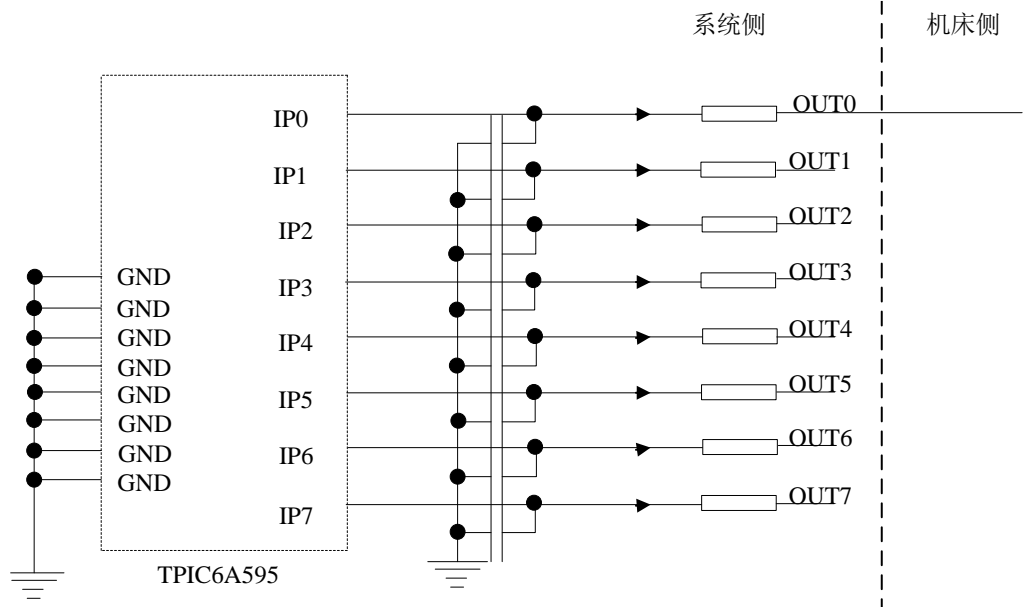 系统侧
机床侧
IP0
OUT0
IP1
OUT1
IP2
OUT2
GND
IP3
OUT3
GND
GND
IP4
OUT4
GND
GND
IP5
OUT5
GND
IP6
OUT6
GND
GND
IP7
OUT7
TPIC6A595